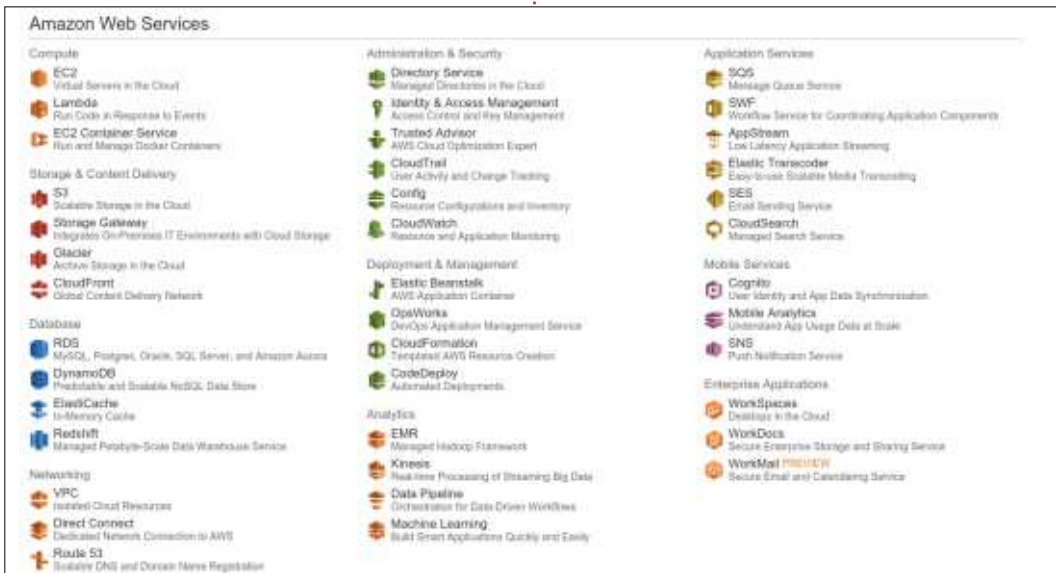 Amazon Web Services
Compute
EC2
Virtual Servers in the Cloud
Lambda
Run Code in Response to Events
EC2 Container Service
Run and Manage Docker Containers
Storage & Content Delivery
S3
Scalable Storage in the Cloud
Storage Gateway
Integrates On-Premises IT Environments with Cloud Storage
Glacier
Archive Storage in the Cloud
CloudFront
Global Content Delivery Network
Database
RDS
MySQL, Postgres, Oracle, SQL Server, and Amazon Aurora
DynamoDB
Predictable and Scalable NoSQL Data Store
ElastiCache
In-Memory Cache
Redshift
Managed Petabyte-Scale Data Warehouse Service
Networking
VPC
Isolated Cloud Resources
Direct Connect
Dedicated Network Connection to AWS
Route 53
Scalable DNS and Domain Name Registration
Administration & Security
Directory Service
Managed Directories in the Cloud
Identity & Access Management
Access Control and Key Management
Trusted Advisor
AWS Cloud Optimization Expert
CloudTrail
User Activity and Change Tracking
Config
Resource Configurations and Inventory
CloudWatch
Resource and Application Monitoring
Deployment & Management
Elastic Beanstalk
AWS Application Container
OpsWorks
DevOps Application Management Service
CloudFormation
Templated AWS Resource Creation
CodeDeploy
Automated Deployments
Analytics
EMR
Managed Hadoop Framework
Kinesis
Real-time Processing of Streaming Big Data
Data Pipeline
Orchestration for Data-Driven Workflows
Machine Learning
Build Smart Applications Quickly and Easily
Application Services
SQS
Message Queue Service
SWF
Workflow Service for Coordinating Application Components
AppStream
Low Latency Application Streaming
Elastic Transcoder
Easy-to-use Scalable Media Transcoding
SES
Email Sending Service
CloudSearch
Managed Search Service
Mobile Services
Cognito
User Identity and App Data Synchronization
Mobile Analytics
Understand App Usage Data at Scale
SNS
Push Notification Service
Enterprise Applications
WorkSpaces
Desktops in the Cloud
WorkDocs
Secure Enterprise Storage and Sharing Service
WorkMail PREVIEW
Secure Email and Calendaring Service